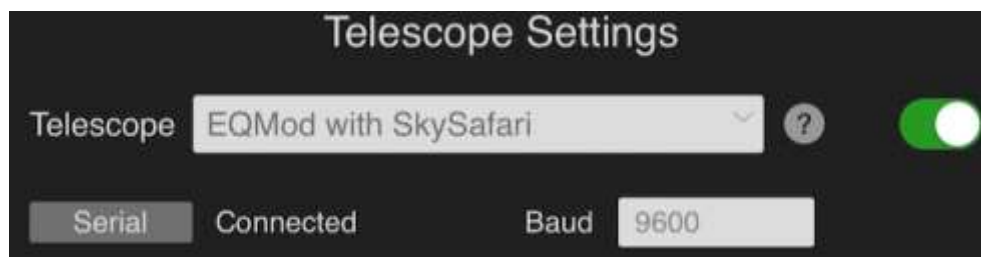 Telescope Settings
Telescope EQMod with SkySafari ?
Serial Connected Baud 9600